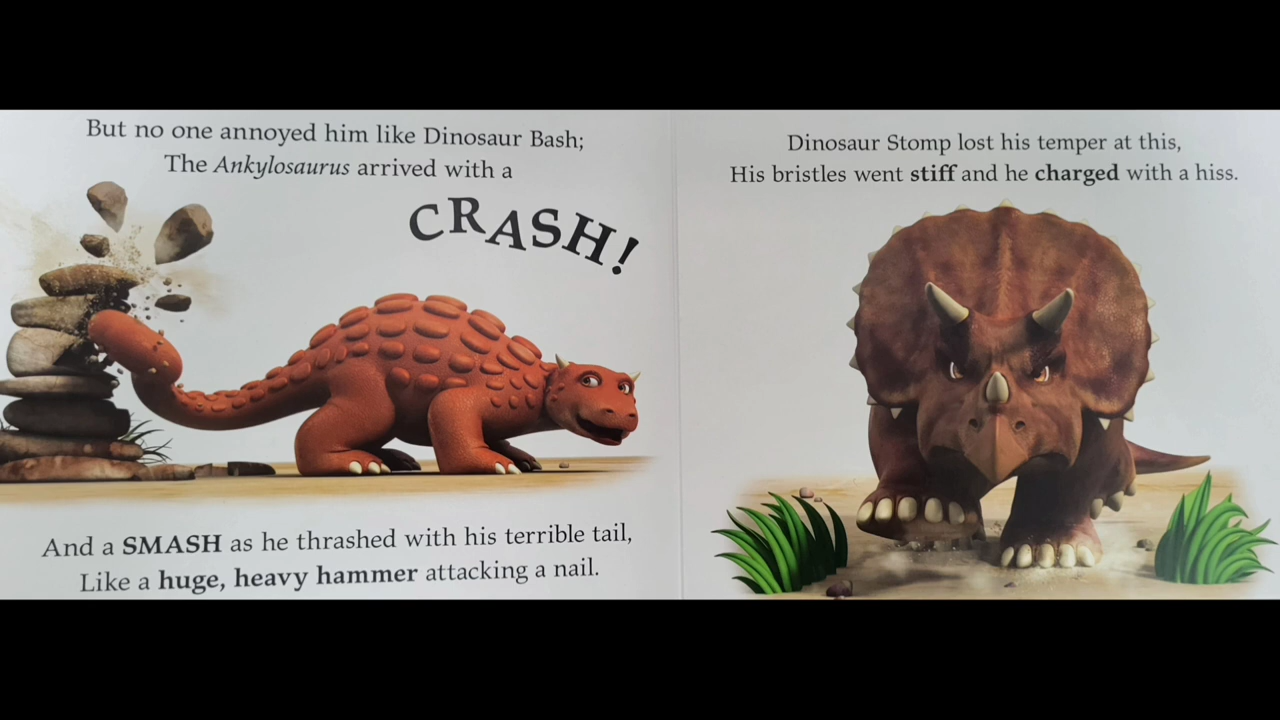 But no one annoyed him like Dinosaur Bash;
The Ankylosaurus arrived with a
CRASH!
And a SMASH as he thrashed with his terrible tail,
Like a huge, heavy hammer attacking a nail.
Dinosaur Stomp lost his temper at this,
His bristles went stiff and he charged with a hiss.